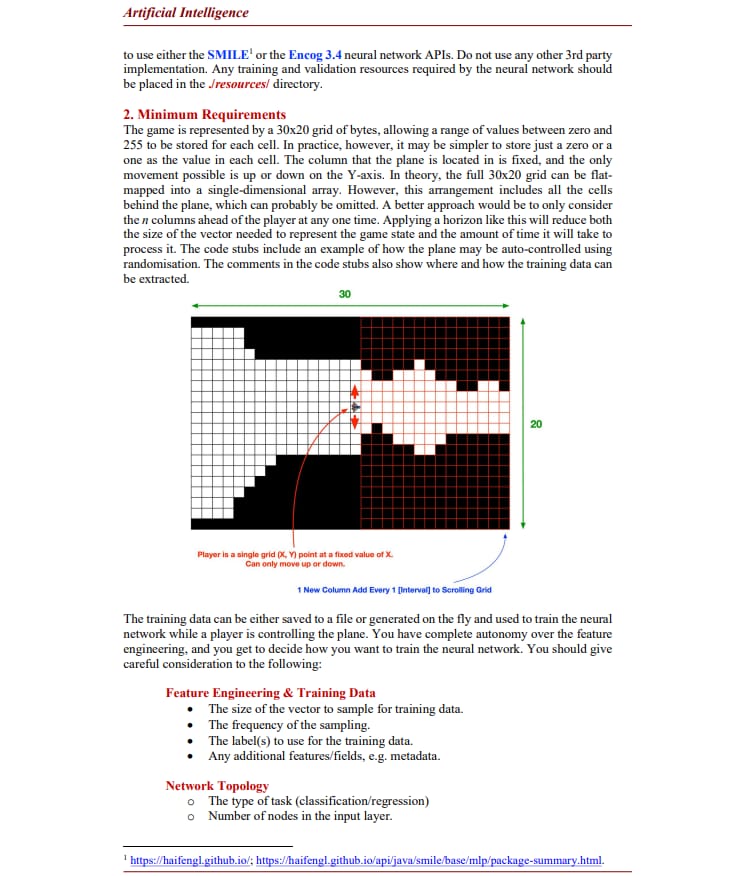 Artificial Intelligence
to use either the SMILE¹ or the Encog 3.4 neural network APIs. Do not use any other 3rd party
implementation. Any training and validation resources required by the neural network should
be placed in the ./resources/ directory.
2. Minimum Requirements
The game is represented by a 30x20 grid of bytes, allowing a range of values between zero and
255 to be stored for each cell. In practice, however, it may be simpler to store just a zero or a
one as the value in each cell. The column that the plane is located in is fixed, and the only
movement possible is up or down on the Y-axis. In theory, the full 30x20 grid can be flat-
mapped into a single-dimensional array. However, this arrangement includes all the cells
behind the plane, which can probably be omitted. A better approach would be to only consider
the n columns ahead of the player at any one time. Applying a horizon like this will reduce both
the size of the vector needed to represent the game state and the amount of time it will take to
process it. The code stubs include an example of how the plane may be auto-controlled using
randomisation. The comments in the code stubs also show where and how the training data can
be extracted.
30
20
Player is a single grid (X, Y) point at a fixed value of X.
Can only move up or down.
1 New Column Add Every 1 [Interval] to Scrolling Grid
The training data can be either saved to a file or generated on the fly and used to train the neural
network while a player is controlling the plane. You have complete autonomy over the feature
engineering, and you get to decide how you want to train the neural network. You should give
careful consideration to the following:
Feature Engineering & Training Data
• The size of the vector to sample for training data.
• The frequency of the sampling.
• The label(s) to use for the training data.
• Any additional features/fields, e.g. metadata.
Network Topology
o The type of task (classification/regression)
o Number of nodes in the input layer.
¹ https://haifengl.github.io/; https://haifengl.github.io/api/java/smile/base/mlp/package-summary.html.